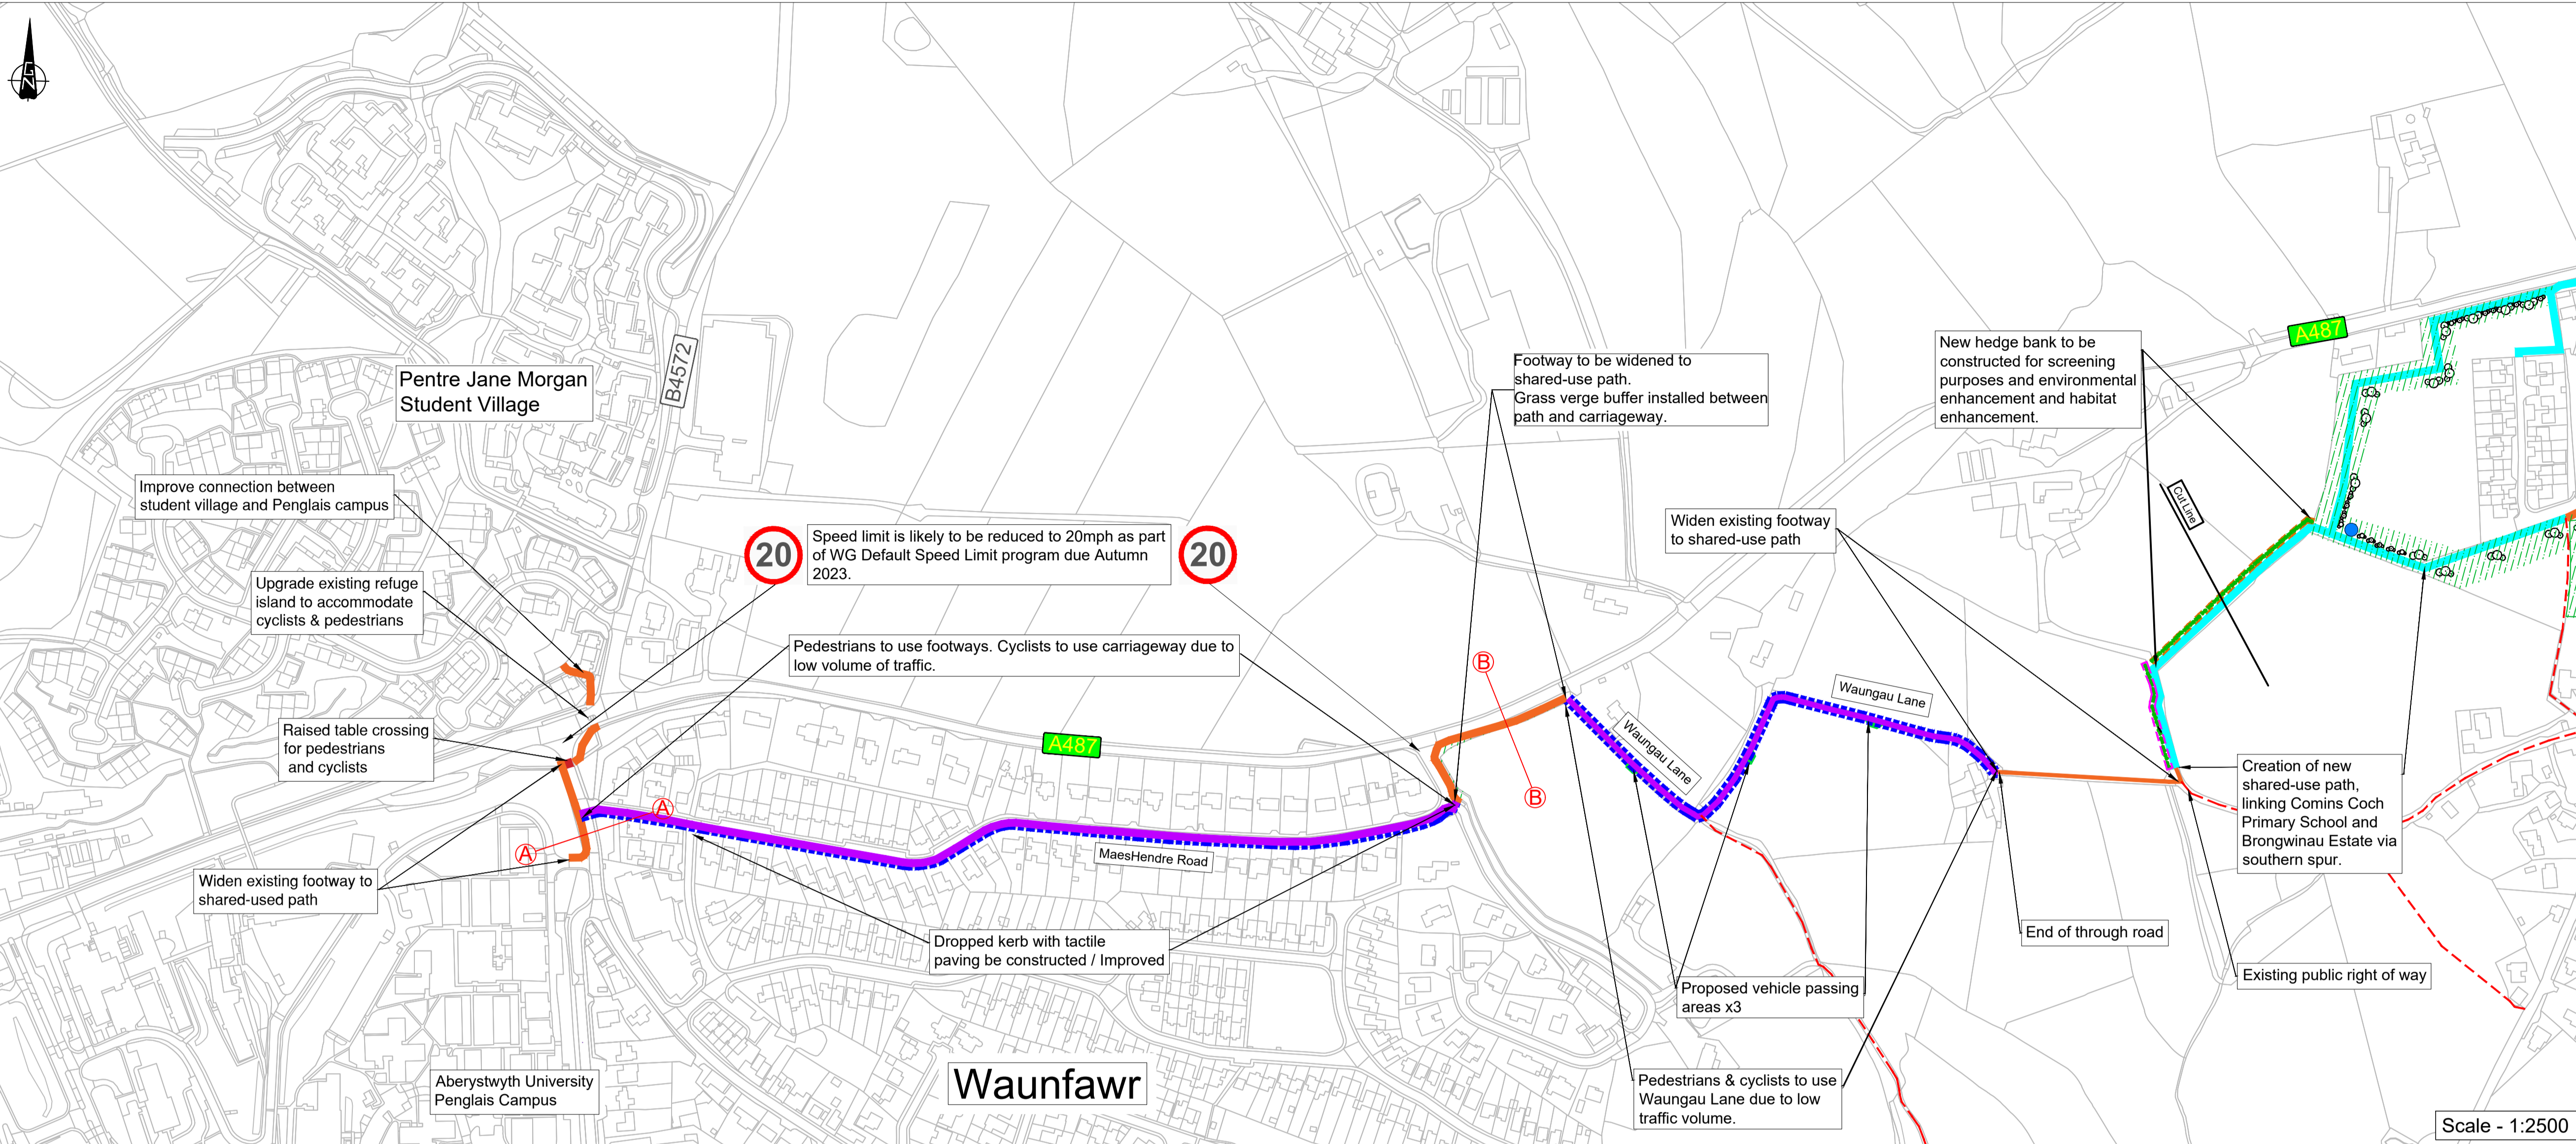 N
Pentre Jane Morgan
Student Village
B4572
A487
Footway to be widened to
shared-use path.
Grass verge buffer installed between
path and carriageway.
New hedge bank to be
constructed for screening
purposes and environmental
enhancement and habitat
enhancement.
Improve connection between
student village and Penglais campus
Cut Line
20
Speed limit is likely to be reduced to 20mph as part
of WG Default Speed Limit program due Autumn
2023.
20
Widen existing footway
to shared-use path
Upgrade existing refuge
island to accommodate
cyclists & pedestrians
Pedestrians to use footways. Cyclists to use carriageway due to
low volume of traffic.
B
Waungau Lane
Raised table crossing
for pedestrians
and cyclists
A487
Waungau Lane
A
B
A
MaesHendre Road
Creation of new
shared-use path,
linking Comins Coch
Primary School and
Brongwinau Estate via
southern spur.
Widen existing footway to
shared-used path
Dropped kerb with tactile
paving be constructed / Improved
End of through road
Existing public right of way
Proposed vehicle passing
areas x3
Aberystwyth University
Penglais Campus
Waunfawr
Pedestrians & cyclists to use
Waungau Lane due to low
traffic volume.
Scale - 1:2500